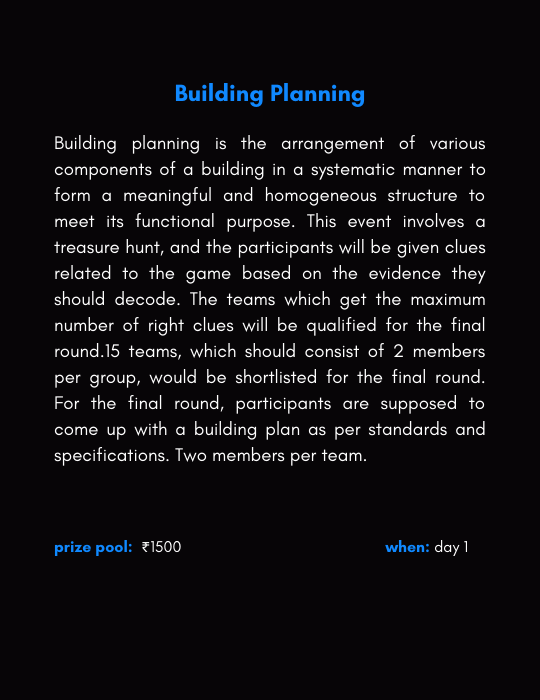 Building Planning
Building planning is the arrangement of various
components of a building in a systematic manner to
form a meaningful and homogeneous structure to
meet its functional purpose. This event involves a
treasure hunt, and the participants will be given clues
related to the game based on the evidence they
should decode. The teams which get the maximum
number of right clues will be qualified for the final
round.15 teams, which should consist of 2 members
per group, would be shortlisted for the final round.
For the final round, participants are supposed to
come up with a building plan as per standards and
specifications. Two members per team.
prize pool: ₹1500 when: day 1